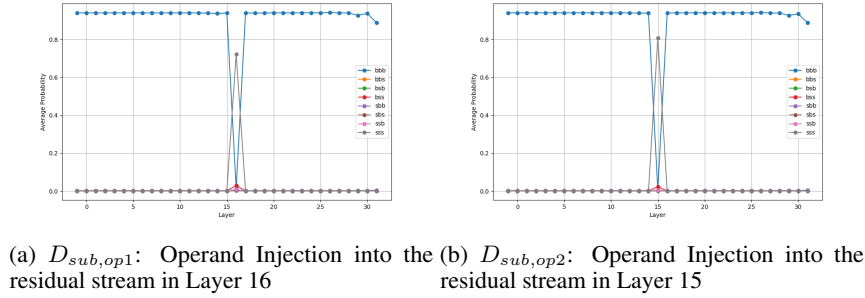 0.8
0.6
0.4
0.2
0.0
0
5
10
15
20
25
30
Average Probability
Layer
bbb
bbs
bsb
bss
sbb
sbs
ssb
sss
0.8
0.6
0.4
0.2
0.0
0
5
10
15
20
25
30
Average Probability
Layer
bbb
bbs
bsb
bss
sbb
sbs
ssb
sss
(a) D_{sub,op1}: Operand Injection into the
residual stream in Layer 16
(b) D_{sub,op2}: Operand Injection into the
residual stream in Layer 15